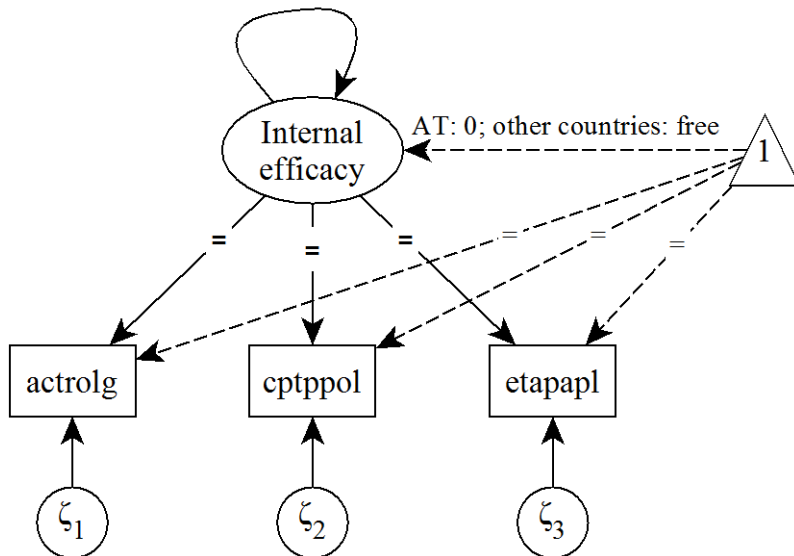 Internal
efficacy
AT: 0; other countries: free
1
= = = = = =
actrolg
cptppol
etapapl
ζ1
ζ2
ζ3